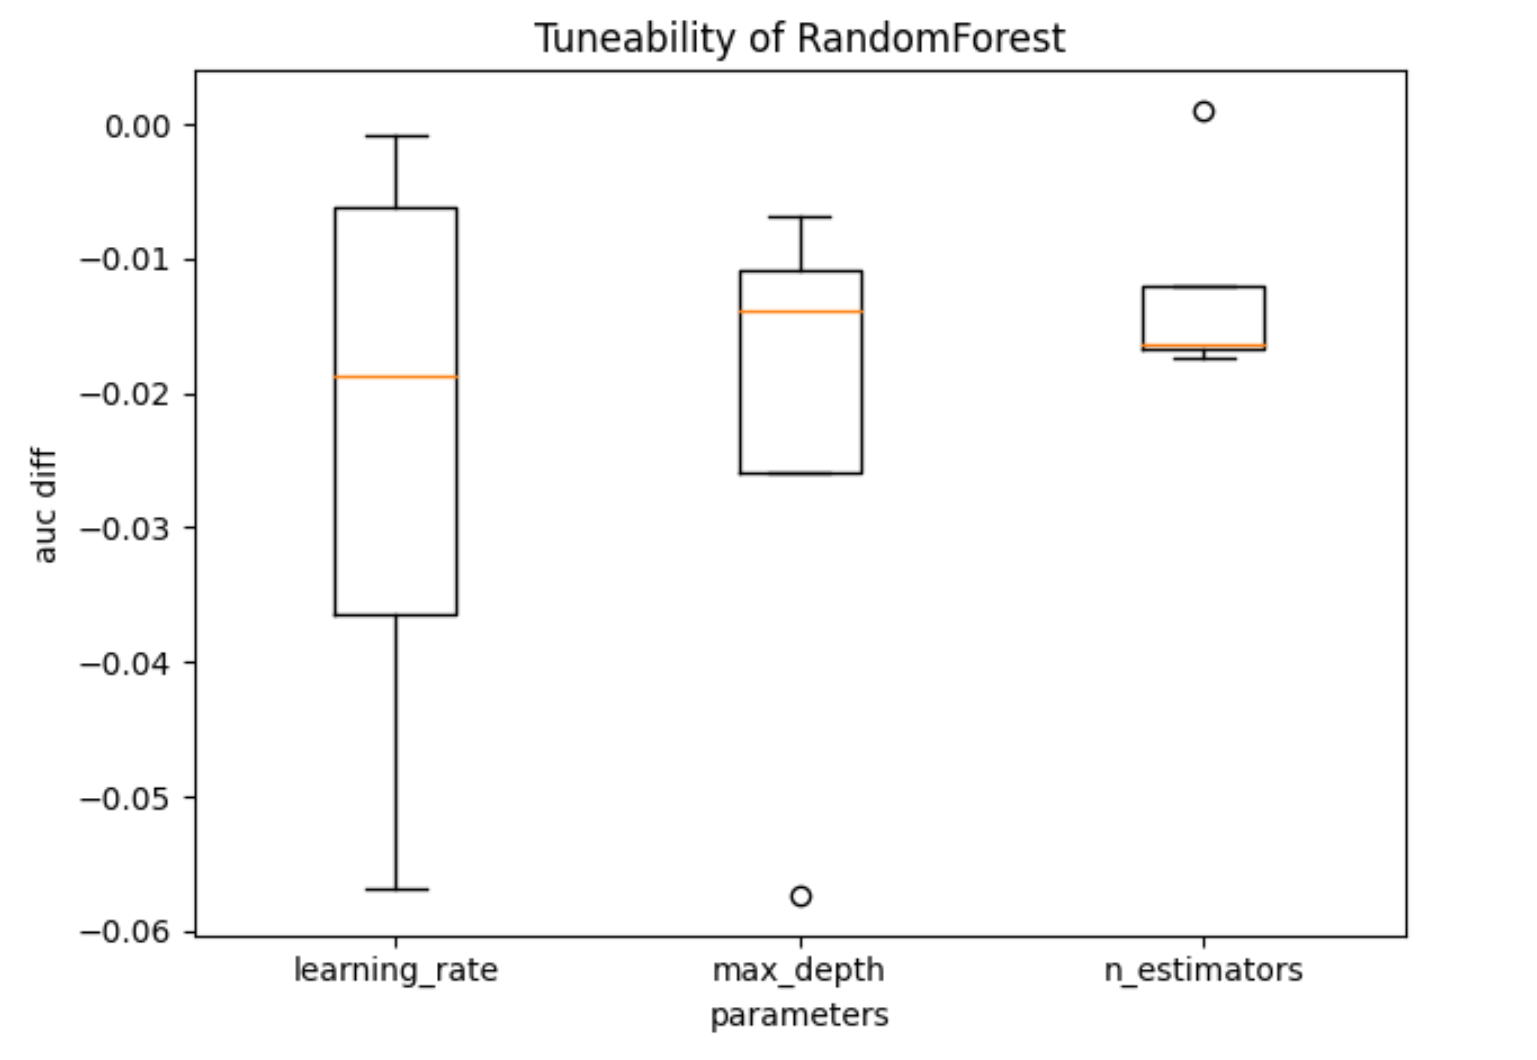 Tuneability of RandomForest
0.00
−0.01
−0.02
−0.03
−0.04
−0.05
−0.06
auc diff
learning_rate
max_depth
n_estimators
parameters